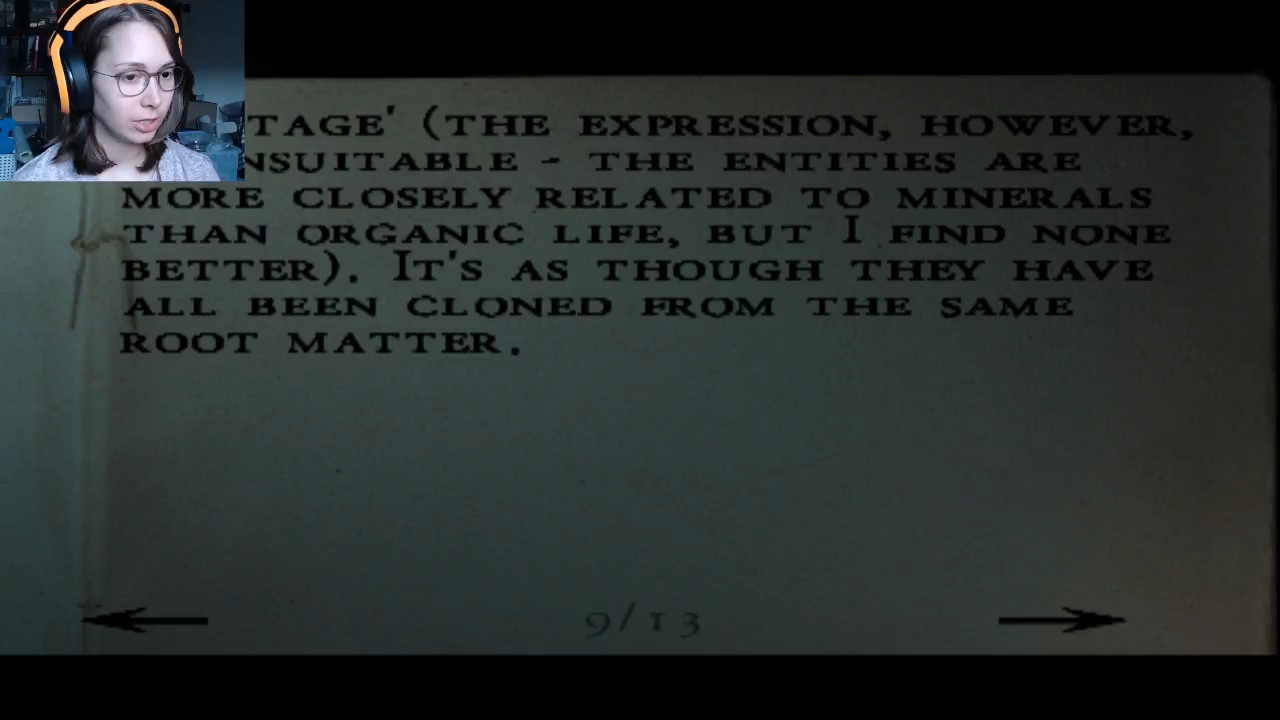 TAGE' (THE EXPRESSION, HOWEVER,
NSUITABLE - THE ENTITIES ARE
MORE CLOSELY RELATED TO MINERALS
THAN ORGANIC LIFE, BUT I FIND NONE
BETTER). IT'S AS THOUGH THEY HAVE
ALL BEEN CLONED FROM THE SAME
ROOT MATTER.
9/13